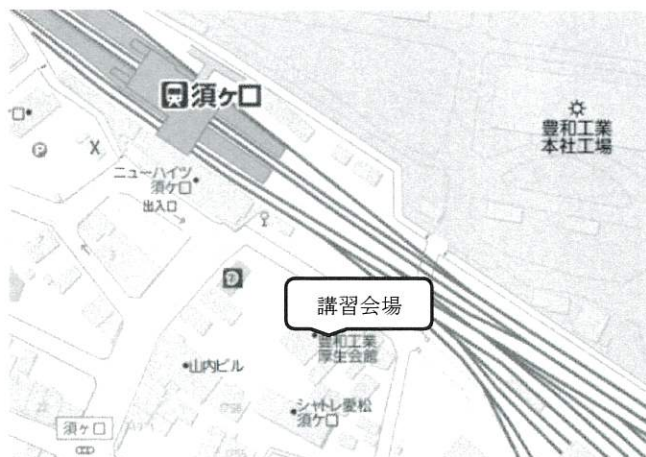 須ヶ口
豊和工業
本社工場
ロ
ニューハイツ
須ケ口
出入口
講習会場
豊和工業
厚生会館
山内ビル
シャトレ愛松
須ケ口
須ヶ口